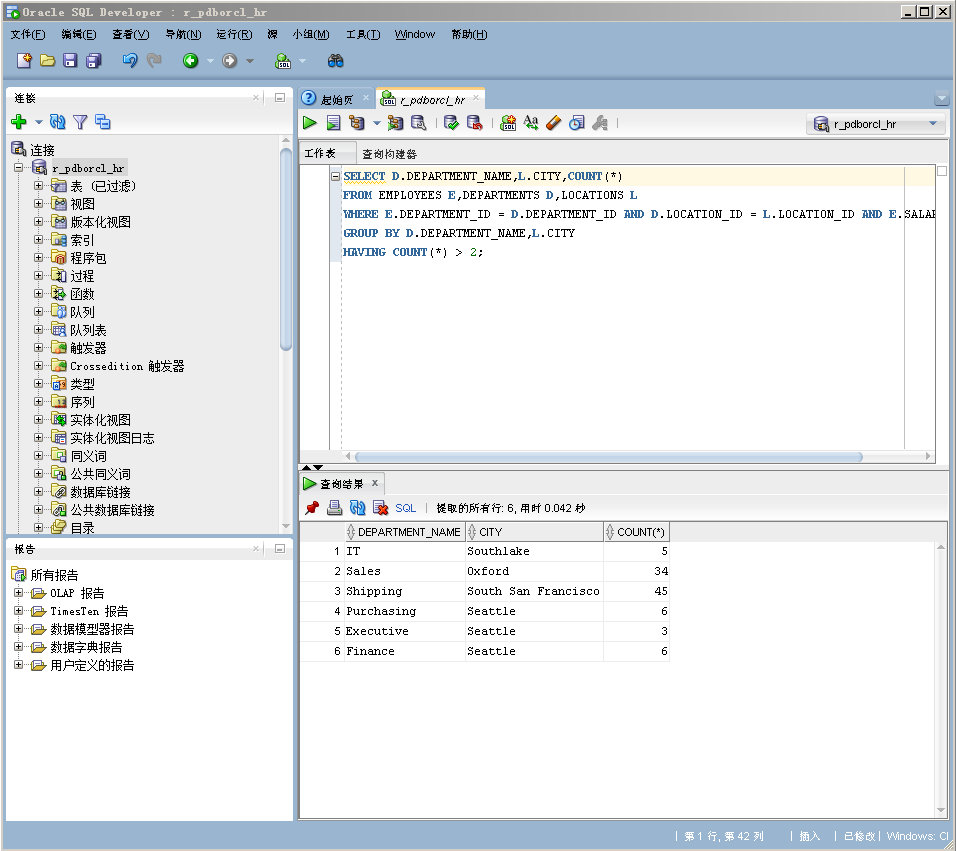 Oracle SQL Developer : r_pdborcl_hr
文件(F) 编辑(E) 查看(V) 导航(N) 运行(R) 源 小组(M) 工具(T) Window 帮助(H)
连接
连接
r_pdborcl_hr
表 (已过滤)
视图
版本化视图
索引
程序包
过程
函数
队列
队列表
触发器
Crossedition 触发器
类型
序列
实体化视图
实体化视图日志
同义词
公共同义词
数据库链接
公共数据库链接
目录
报告
所有报告
OLAP 报告
TimesTen 报告
数据模型器报告
数据字典报告
用户定义的报告
起始页 r_pdborcl_hr
r_pdborcl_hr
工作表 查询构建器
SELECT D.DEPARTMENT_NAME,L.CITY,COUNT(*)
FROM EMPLOYEES E,DEPARTMENTS D,LOCATIONS L
WHERE E.DEPARTMENT_ID = D.DEPARTMENT_ID AND D.LOCATION_ID = L.LOCATION_ID AND E.SALAR
GROUP BY D.DEPARTMENT_NAME,L.CITY
HAVING COUNT(*) > 2;
查询结果
SQL | 提取的所有行: 6, 用时 0.042 秒
DEPARTMENT_NAME CITY COUNT(*)
1 IT Southlake 5
2 Sales Oxford 34
3 Shipping South San Francisco 45
4 Purchasing Seattle 6
5 Executive Seattle 3
6 Finance Seattle 6
第 1 行, 第 42 列 | 插入 | 已修改 | Windows: Cl